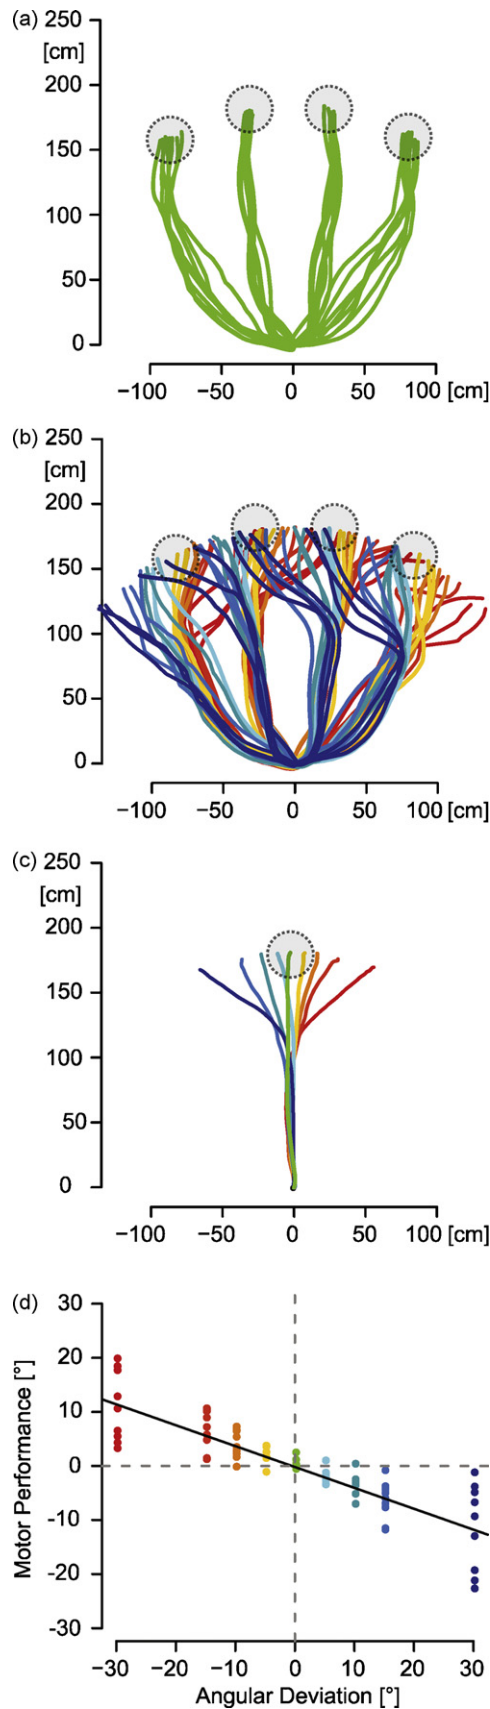 (a) 250
[cm]
200
150
100
50
0
−100 −50 0 50 100 [cm]
(b) 250
[cm]
200
150
100
50
0
−100 −50 0 50 100 [cm]
(c) 250
[cm]
200
150
100
50
0
−100 −50 0 50 100 [cm]
(d) 30
20
10
0
-10
-20
-30
Motor Performance [°]
−30 −20 −10 0 10 20 30
Angular Deviation [°]